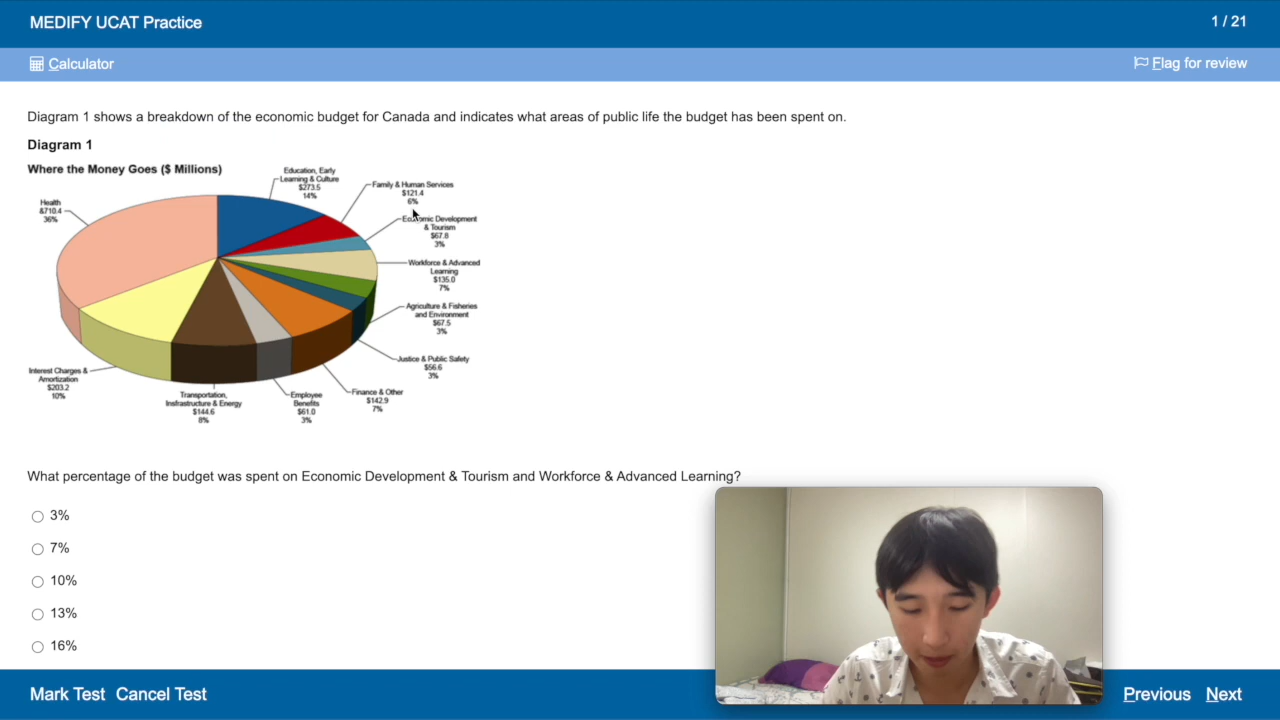 MEDIFY UCAT Practice
1 / 21
Calculator
Flag for review
Diagram 1 shows a breakdown of the economic budget for Canada and indicates what areas of public life the budget has been spent on.
Diagram 1
Where the Money Goes ($ Millions)
Education, Early
Learning & Culture
$273.5
14%
Family & Human Services
$121.4
6%
Economic Development
& Tourism
$67.8
3%
Workforce & Advanced
Learning
$135.0
7%
Agriculture & Fisheries
and Environment
$67.5
3%
Justice & Public Safety
$56.6
3%
Finance & Other
$142.9
7%
Employee
Benefits
$61.0
3%
Transportation,
Insfrastructure & Energy
$144.6
8%
Interest Charges &
Amortization
$203.2
10%
Health
&710.4
36%
What percentage of the budget was spent on Economic Development & Tourism and Workforce & Advanced Learning?
3%
7%
10%
13%
16%
Mark Test Cancel Test
Previous Next